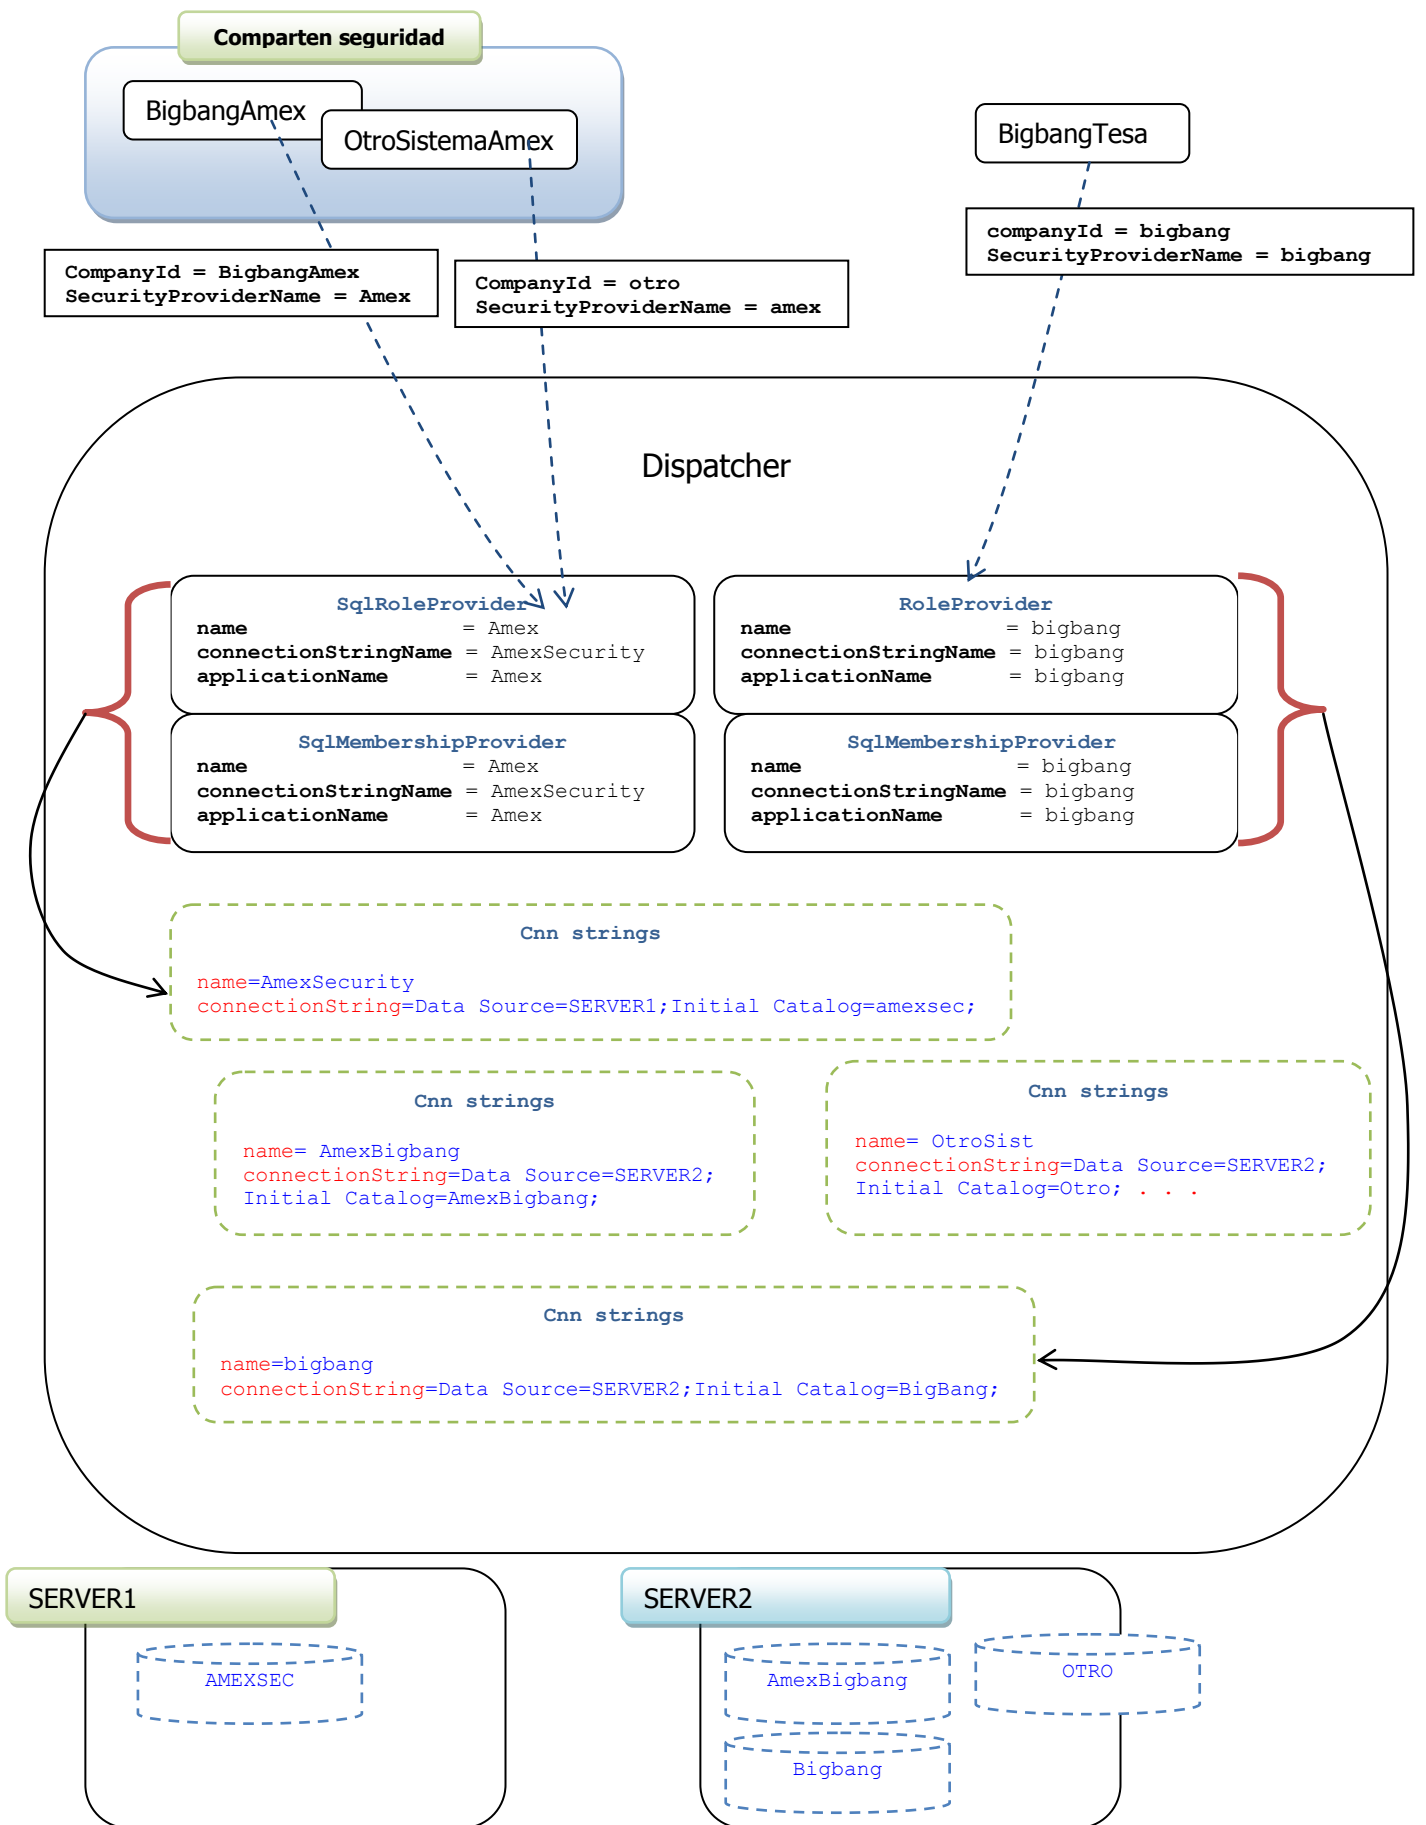 Comparten seguridad
BigbangAmex
OtroSistemaAmex
BigbangTesa
CompanyId = BigbangAmex
SecurityProviderName = Amex
CompanyId = otro
SecurityProviderName = amex
companyId = bigbang
SecurityProviderName = bigbang
Dispatcher
SqlRoleProvider
name = Amex
connectionStringName = AmexSecurity
applicationName = Amex
RoleProvider
name = bigbang
connectionStringName = bigbang
applicationName = bigbang
SqlMembershipProvider
name = Amex
connectionStringName = AmexSecurity
applicationName = Amex
SqlMembershipProvider
name = bigbang
connectionStringName = bigbang
applicationName = bigbang
Cnn strings
name=AmexSecurity
connectionString=Data Source=SERVER1;Initial Catalog=amexsec;
Cnn strings
name= AmexBigbang
connectionString=Data Source=SERVER2;
Initial Catalog=AmexBigbang;
Cnn strings
name= OtroSist
connectionString=Data Source=SERVER2;
Initial Catalog=Otro; . . .
Cnn strings
name=bigbang
connectionString=Data Source=SERVER2;Initial Catalog=BigBang;
SERVER1
AMEXSEC
SERVER2
AmexBigbang
OTRO
Bigbang